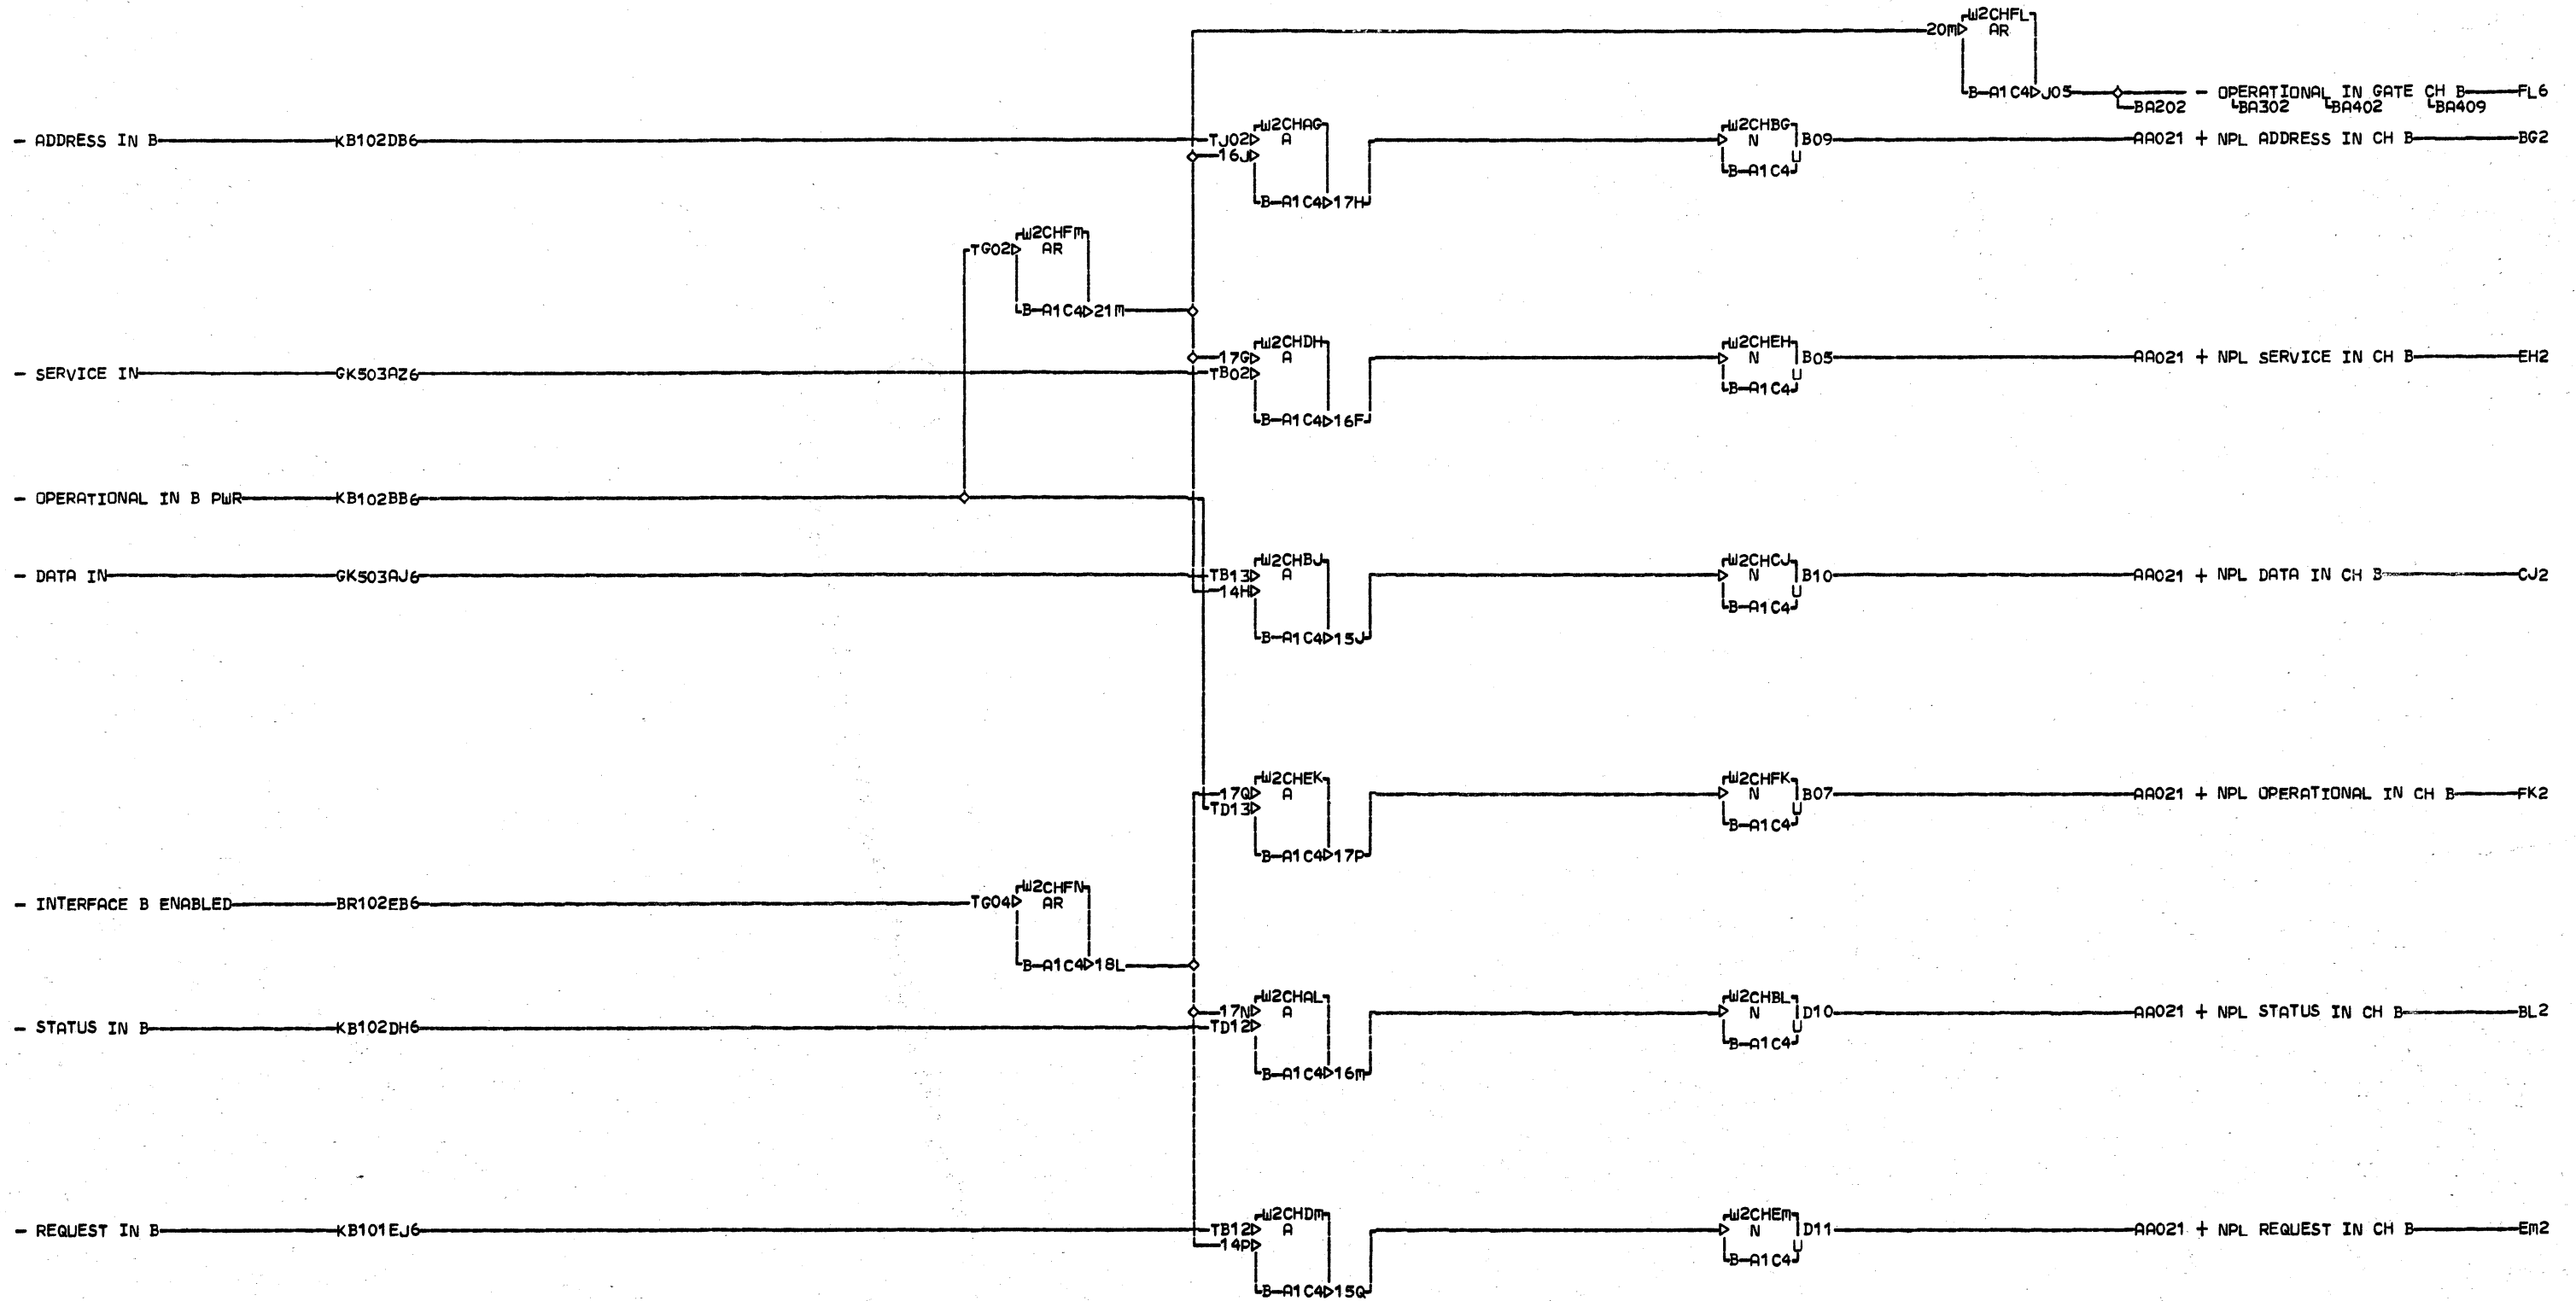 W2CHFL
20m AR
B-A1C4 J05 - OPERATIONAL IN GATE CH B FL6
BA202 BA302 BA402 BA409
- ADDRESS IN B KB102DB6 TJ02 W2CHAG A W2CHBG N B09 AA021 + NPL ADDRESS IN CH B BG2
16J U
B-A1C4
B-A1C4 17H
W2CHFM
TG02 AR
B-A1C4 21M
17G W2CHDH A W2CHEH N B05 AA021 + NPL SERVICE IN CH B EH2
- SERVICE IN GK503AZ6 TB02 U
B-A1C4
B-A1C4 16F
- OPERATIONAL IN B PWR KB102BB6
- DATA IN GK503AJ6 TB13 W2CHBJ A W2CHCJ N B10 AA021 + NPL DATA IN CH B CJ2
14H U
B-A1C4
B-A1C4 15J
17Q W2CHEK A W2CHFK N B07 AA021 + NPL OPERATIONAL IN CH B FK2
TD13 U
B-A1C4
B-A1C4 17P
W2CHFN
- INTERFACE B ENABLED BR102EB6 TG04 AR
B-A1C4 18L
17N W2CHAL A W2CHBL N D10 AA021 + NPL STATUS IN CH B BL2
- STATUS IN B KB102DH6 TD12 U
B-A1C4
B-A1C4 16m
- REQUEST IN B KB101EJ6 TB12 W2CHDm A W2CHEm N D11 AA021 + NPL REQUEST IN CH B Em2
14P U
B-A1C4
B-A1C4 15Q